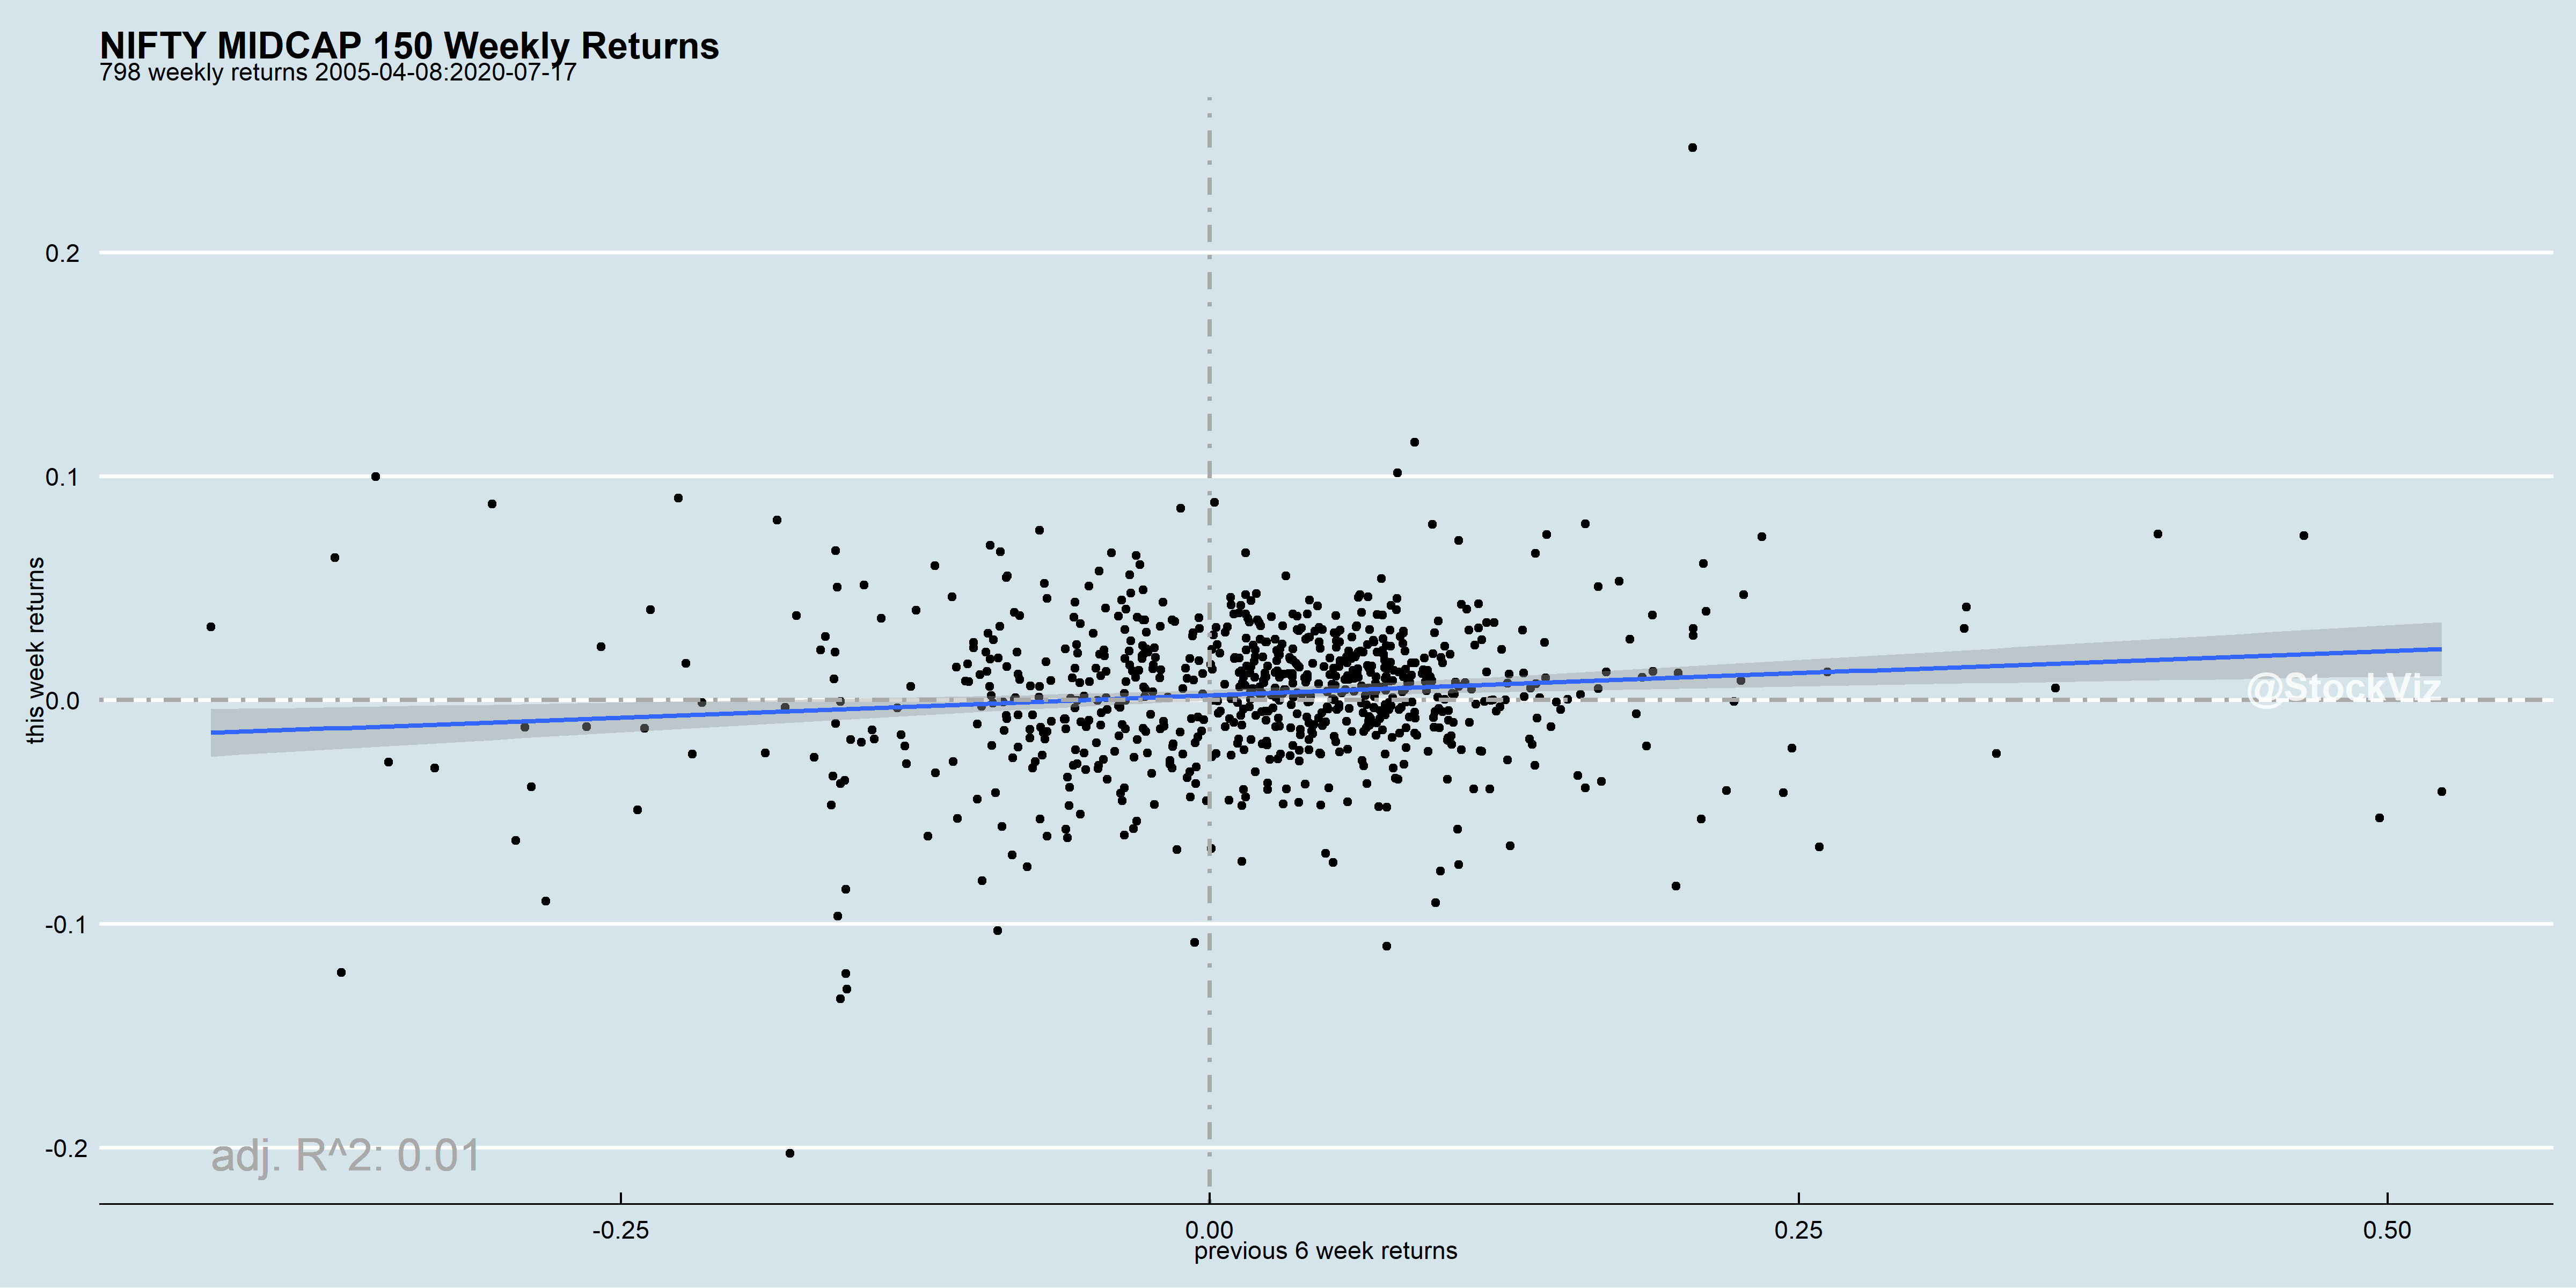 NIFTY MIDCAP 150 Weekly Returns
798 weekly returns 2005-04-08:2020-07-17
this week returns
0.2
0.1
0.0
-0.1
-0.2
@StockViz
adj. R^2: 0.01
-0.25 0.00 0.25 0.50
previous 6 week returns